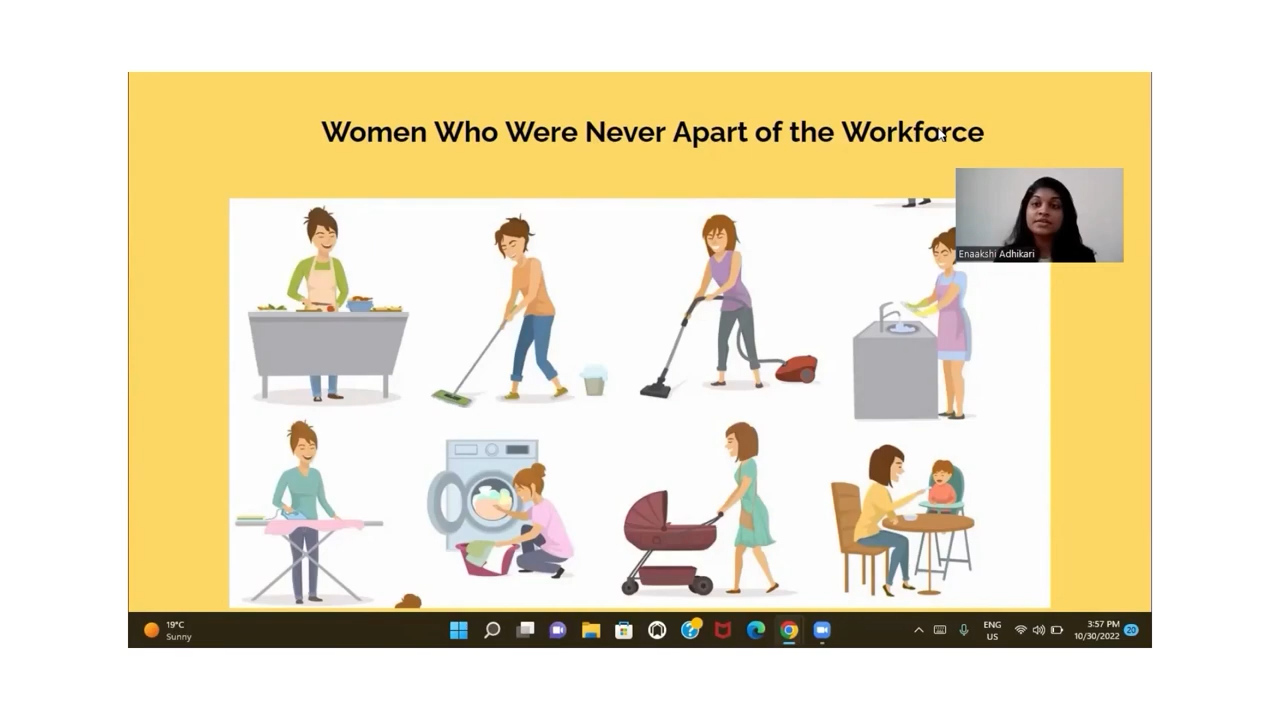 Women Who Were Never Apart of the Workforce
Enaakshi Adhikari
19°C
Sunny
ENG
US
3:57 PM
10/30/2022
20